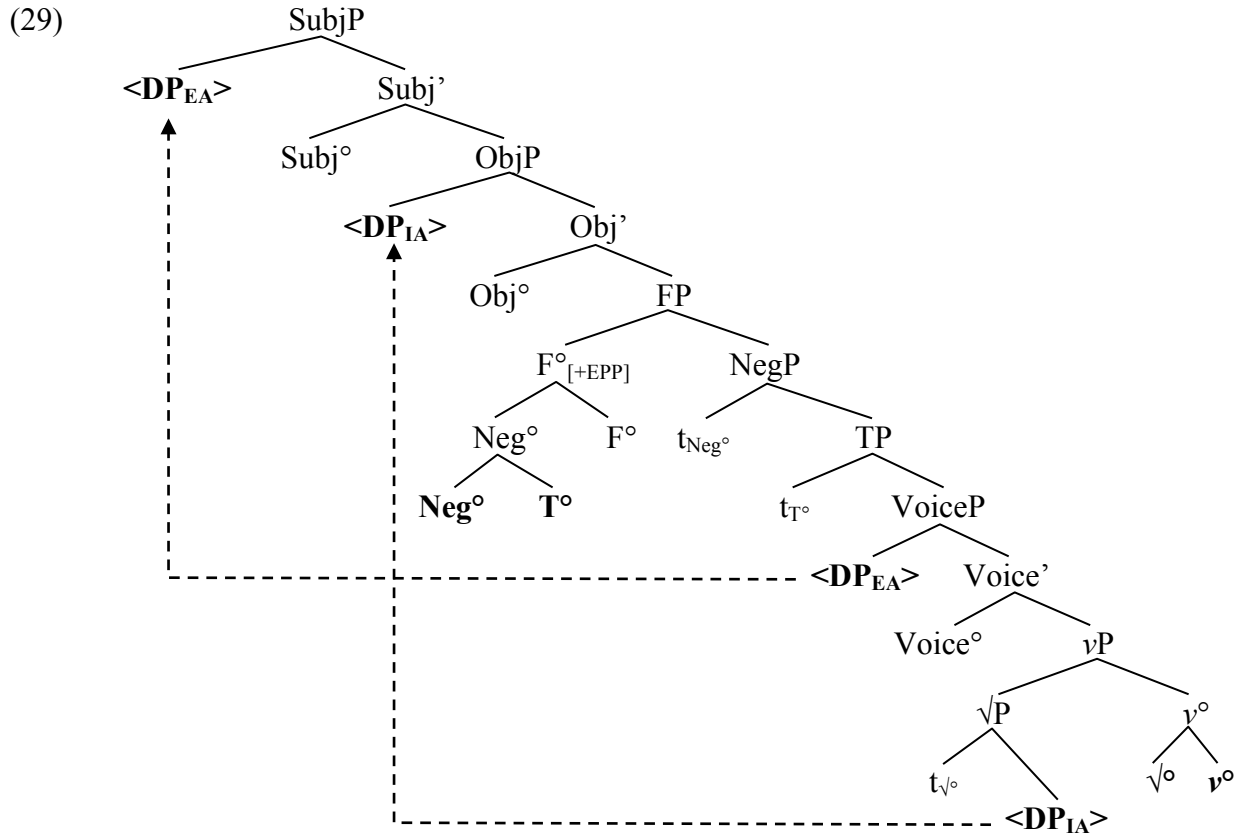 (29) SubjP
<DP_EA> Subj’
Subj° ObjP
<DP_IA> Obj’
Obj° FP
F°[+EPP] NegP
Neg° F° t_Neg° TP
Neg° T° t_T° VoiceP
<DP_EA> Voice’
Voice° vP
√P v°
t_√° √° v°
<DP_IA>